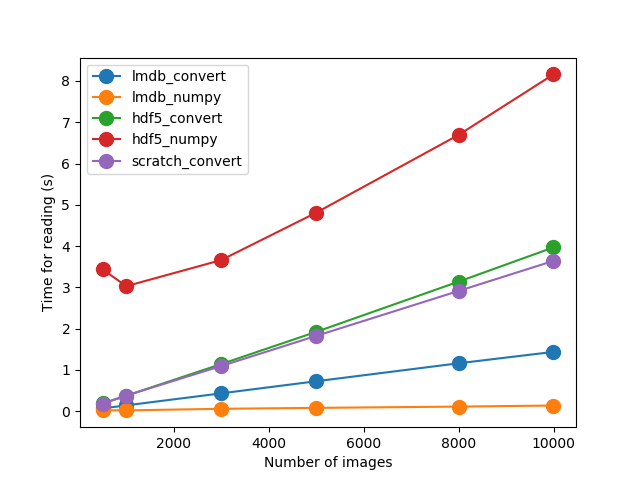 lmdb_convert
lmdb_numpy
hdf5_convert
hdf5_numpy
scratch_convert
Time for reading (s)
8
7
6
5
4
3
2
1
0
2000 4000 6000 8000 10000
Number of images